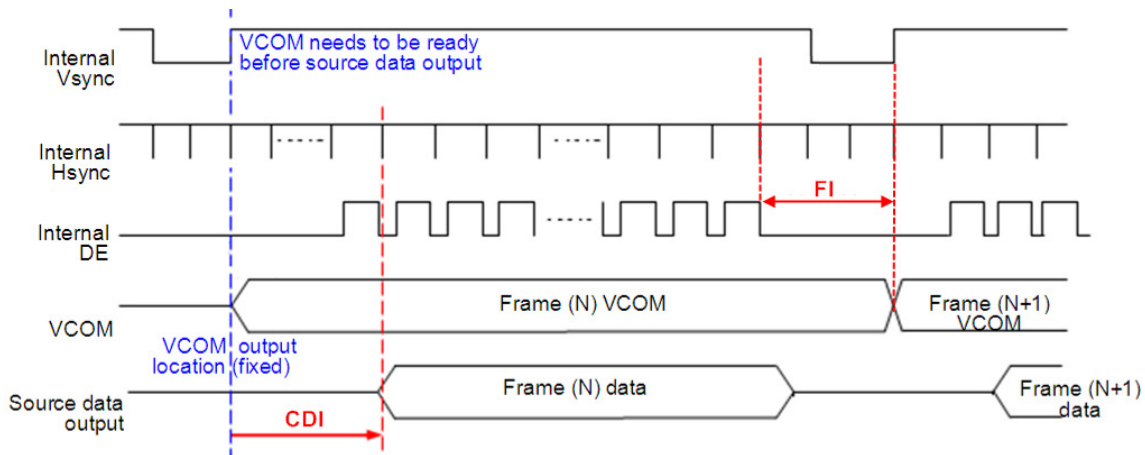 Internal
Vsync
VCOM needs to be ready
before source data output
Internal
Hsync
FI
Internal
DE
VCOM
Frame (N) VCOM
Frame (N+1)
VCOM
VCOM output
location (fixed)
Source data
output
Frame (N) data
Frame (N+1)
data
CDI